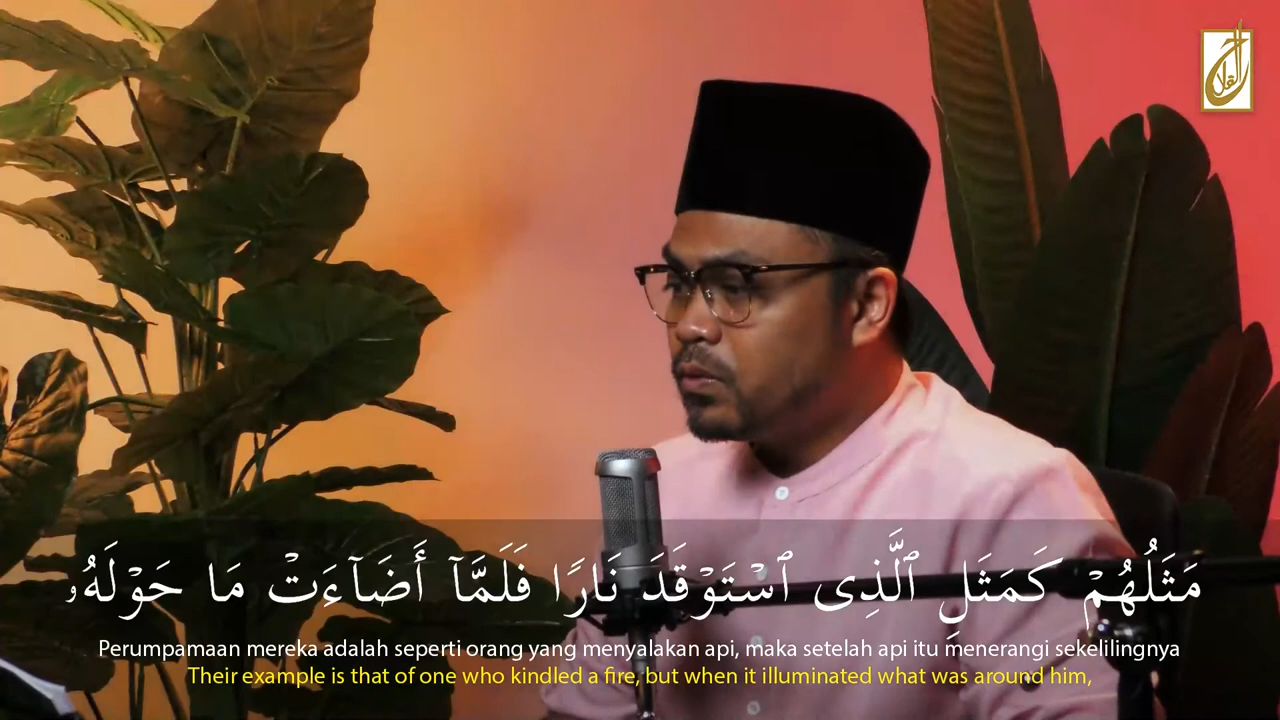 مَثَلُهُمْ كَمَثَلِ ٱلَّذِى ٱسْتَوْقَدَ نَارًا فَلَمَّآ أَضَآءَتْ مَا حَوْلَهُۥ
Perumpamaan mereka adalah seperti orang yang menyalakan api, maka setelah api itu menerangi sekelilingnya
Their example is that of one who kindled a fire, but when it illuminated what was around him,